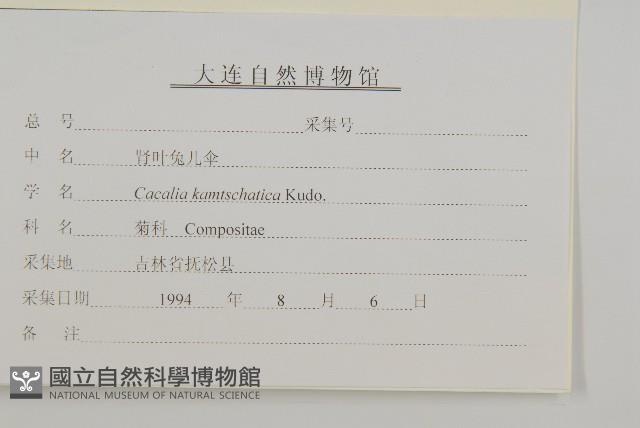 大连自然博物馆
总 号 采集号
中 名 肾叶兔儿伞
学 名 Cacalia kamtschatica Kudo.
科 名 菊科 Compositae
采集地 吉林省抚松县
采集日期 1994 年 8 月 6 日
备 注
國立自然科學博物館
NATIONAL MUSEUM OF NATURAL SCIENCE